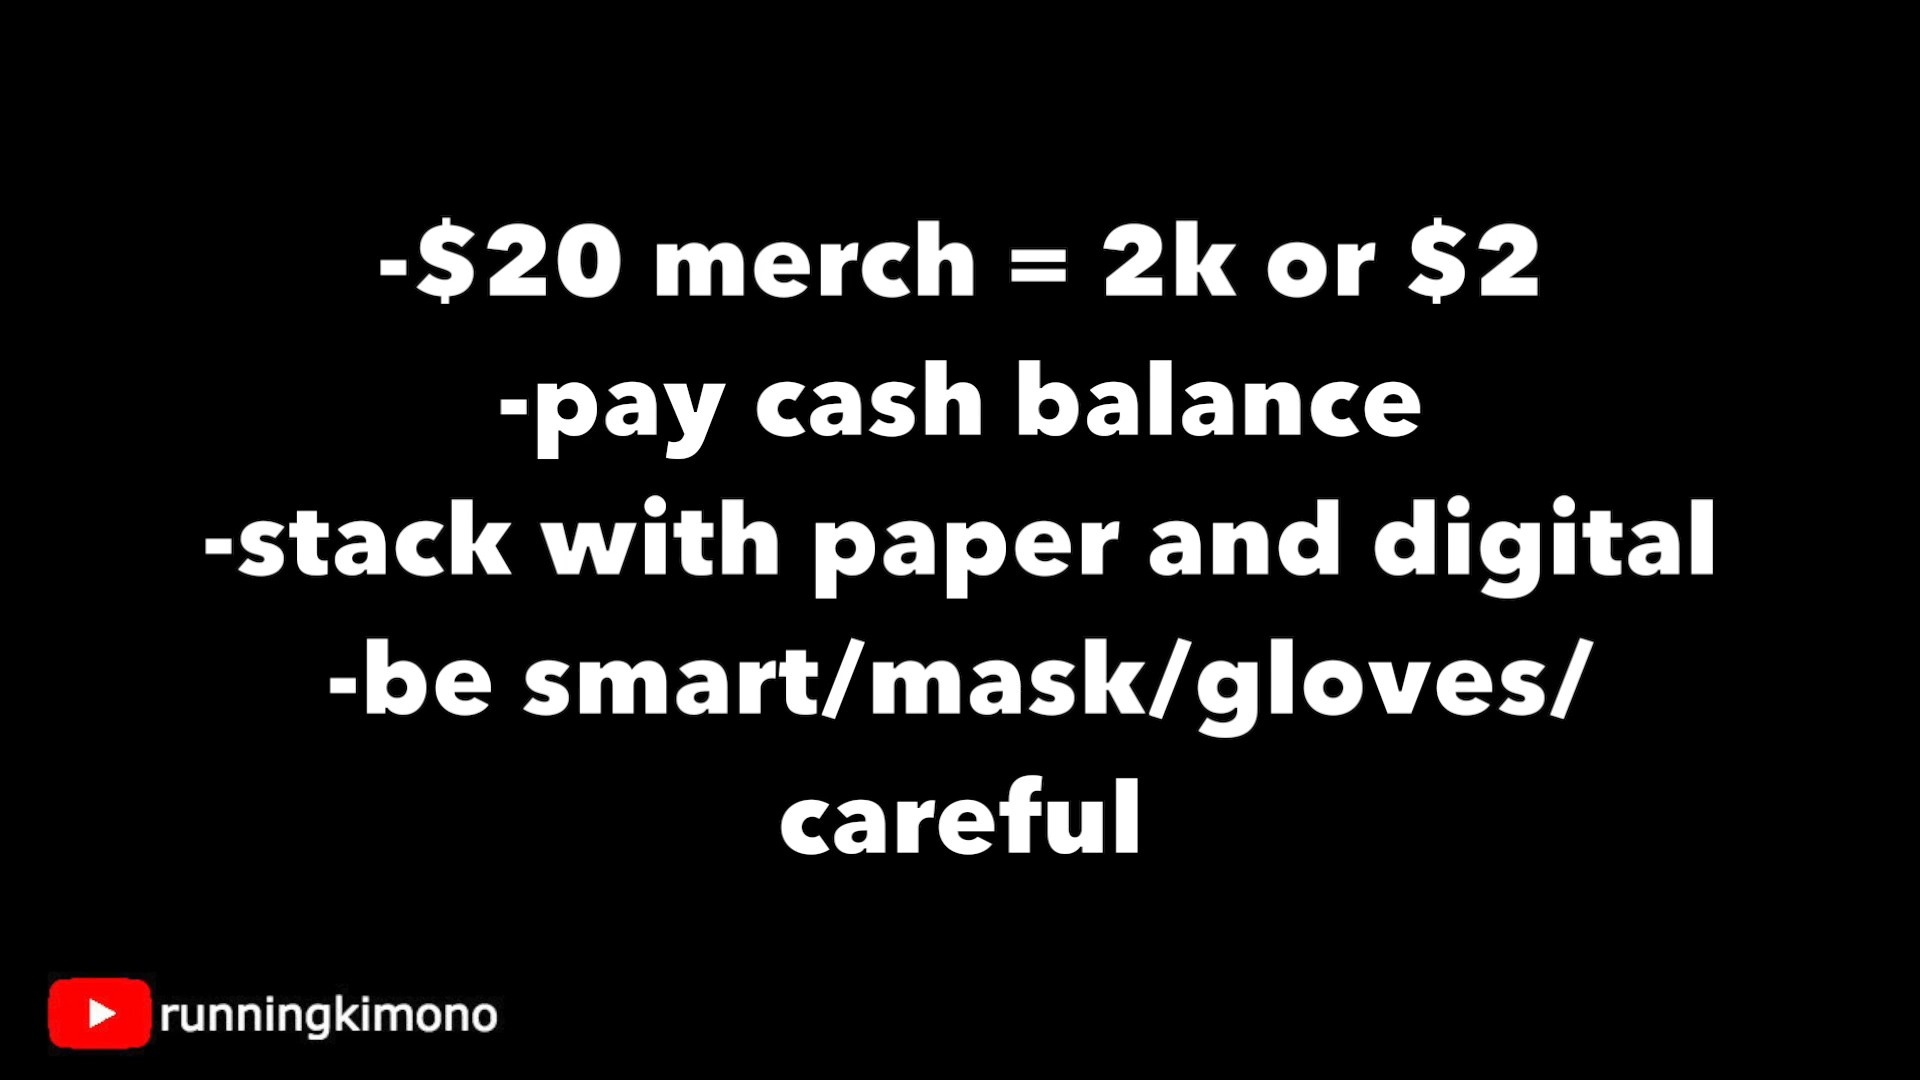 -$20 merch = 2k or $2
-pay cash balance
-stack with paper and digital
-be smart/mask/gloves/
careful
runningkimono